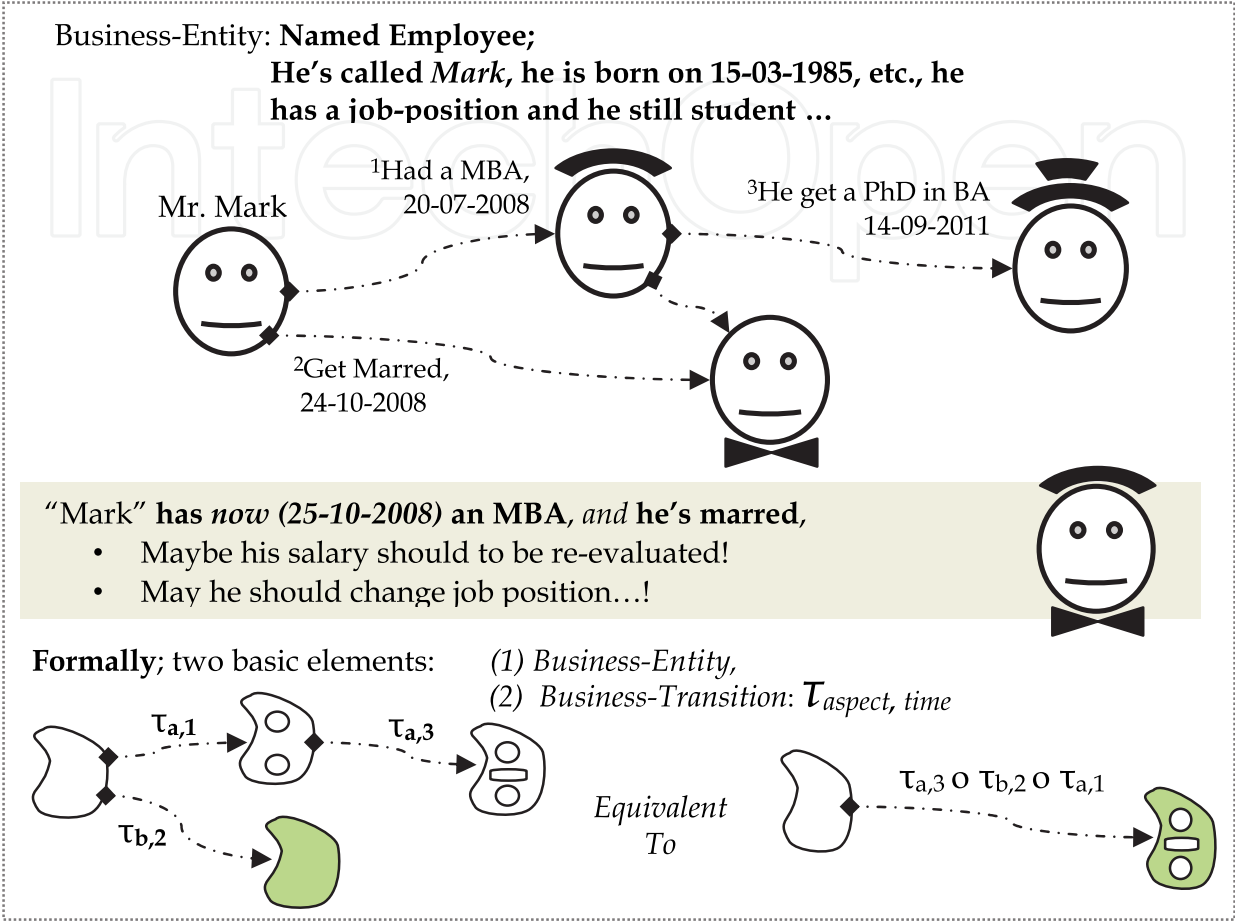 Business-Entity: Named Employee;
He's called Mark, he is born on 15-03-1985, etc., he
has a job-position and he still student …
IntechOpen
Mr. Mark
1Had a MBA,
20-07-2008
3He get a PhD in BA
14-09-2011
2Get Marred,
24-10-2008
“Mark” has now (25-10-2008) an MBA, and he's marred,
• Maybe his salary should to be re-evaluated!
• May he should change job position…!
Formally; two basic elements:
(1) Business-Entity,
(2) Business-Transition: τaspect, time
τa,1
τa,3
τb,2
Equivalent
To
τa,3 o τb,2 o τa,1